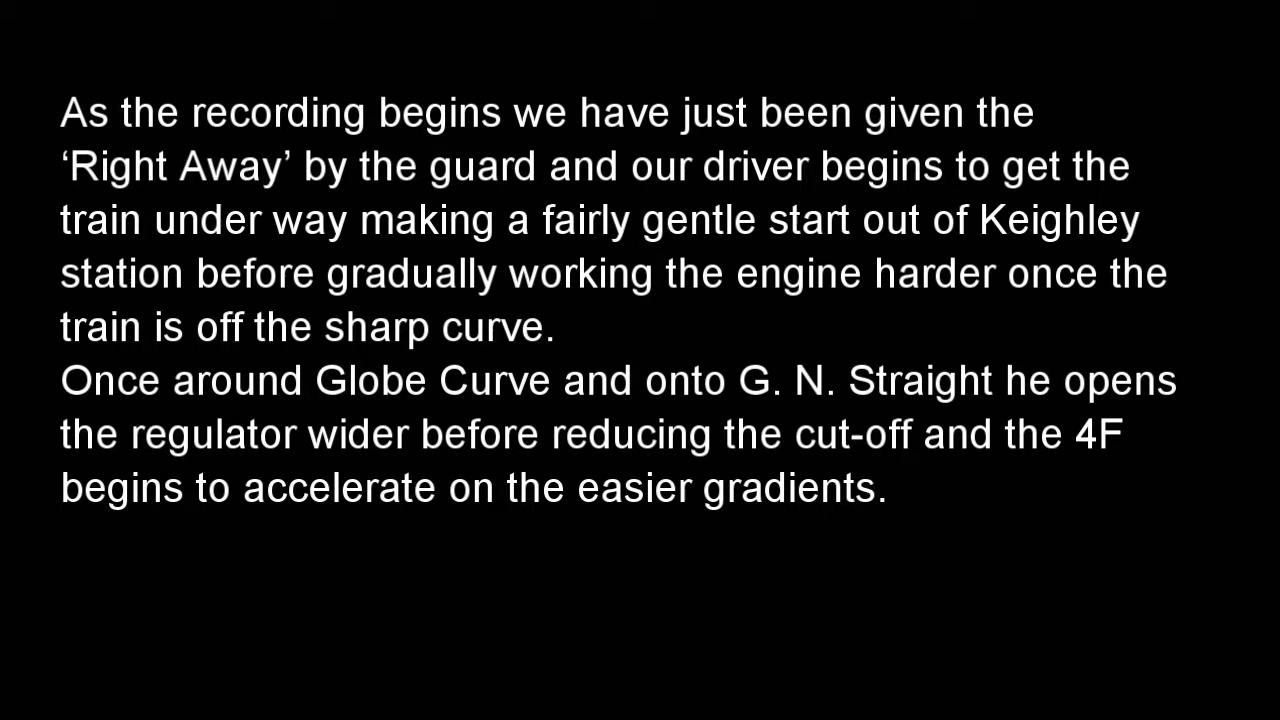 As the recording begins we have just been given the
‘Right Away’ by the guard and our driver begins to get the
train under way making a fairly gentle start out of Keighley
station before gradually working the engine harder once the
train is off the sharp curve.
Once around Globe Curve and onto G. N. Straight he opens
the regulator wider before reducing the cut-off and the 4F
begins to accelerate on the easier gradients.